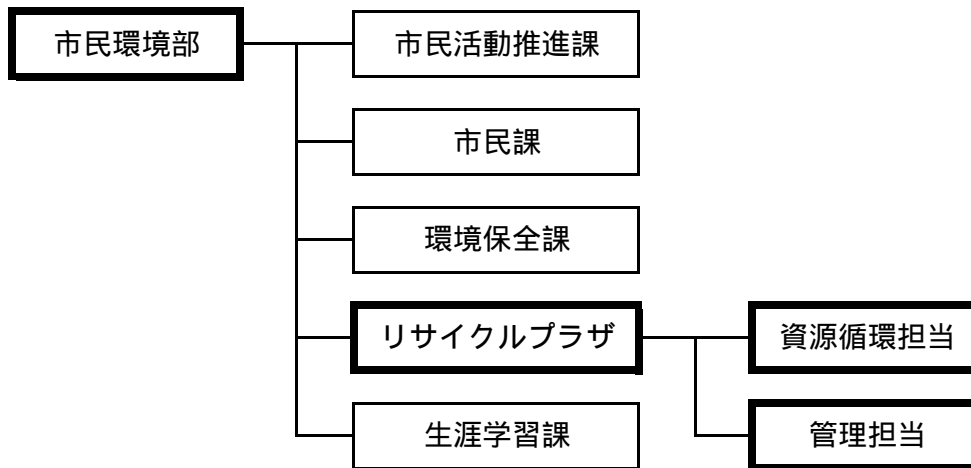 市民環境部
市民活動推進課
市民課
環境保全課
リサイクルプラザ
資源循環担当
管理担当
生涯学習課